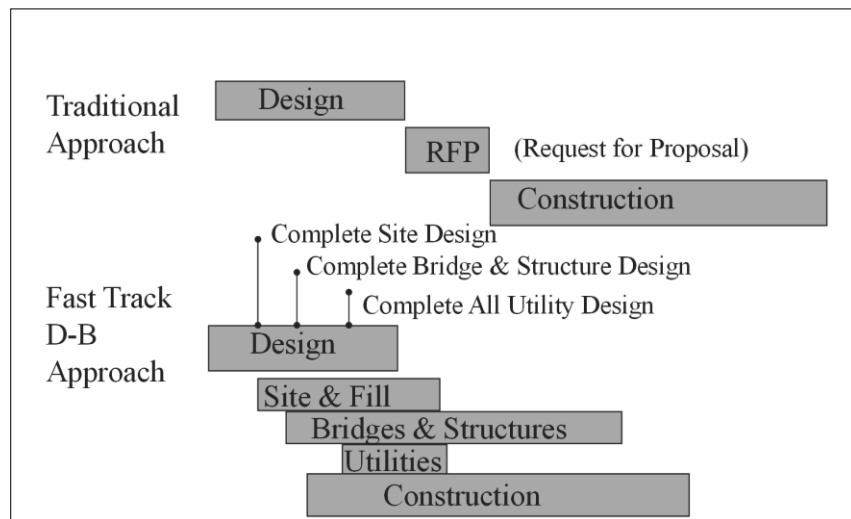 Traditional
Approach
Design
RFP
(Request for Proposal)
Construction
Complete Site Design
Complete Bridge & Structure Design
Complete All Utility Design
Fast Track
D-B
Approach
Design
Site & Fill
Bridges & Structures
Utilities
Construction